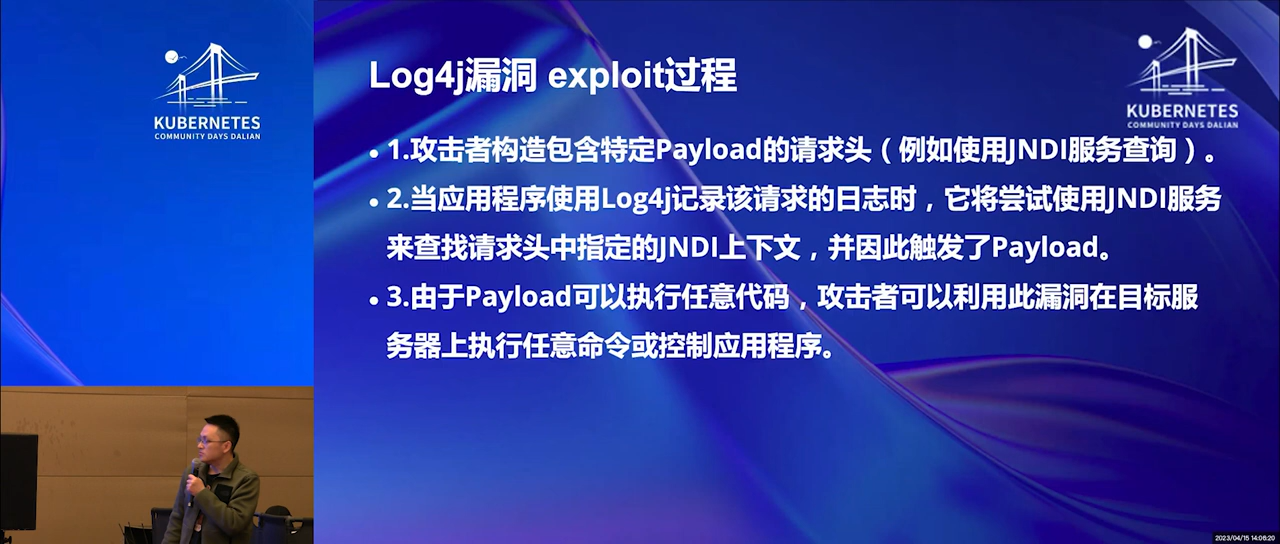 KUBERNETES
COMMUNITY DAYS DALIAN
Log4j漏洞 exploit过程
KUBERNETES
COMMUNITY DAYS DALIAN
• 1.攻击者构造包含特定Payload的请求头（例如使用JNDI服务查询）。
• 2.当应用程序使用Log4j记录该请求的日志时，它将尝试使用JNDI服务
来查找请求头中指定的JNDI上下文，并因此触发了Payload。
• 3.由于Payload可以执行任意代码，攻击者可以利用此漏洞在目标服
务器上执行任意命令或控制应用程序。
2023/04/15 14:06:20